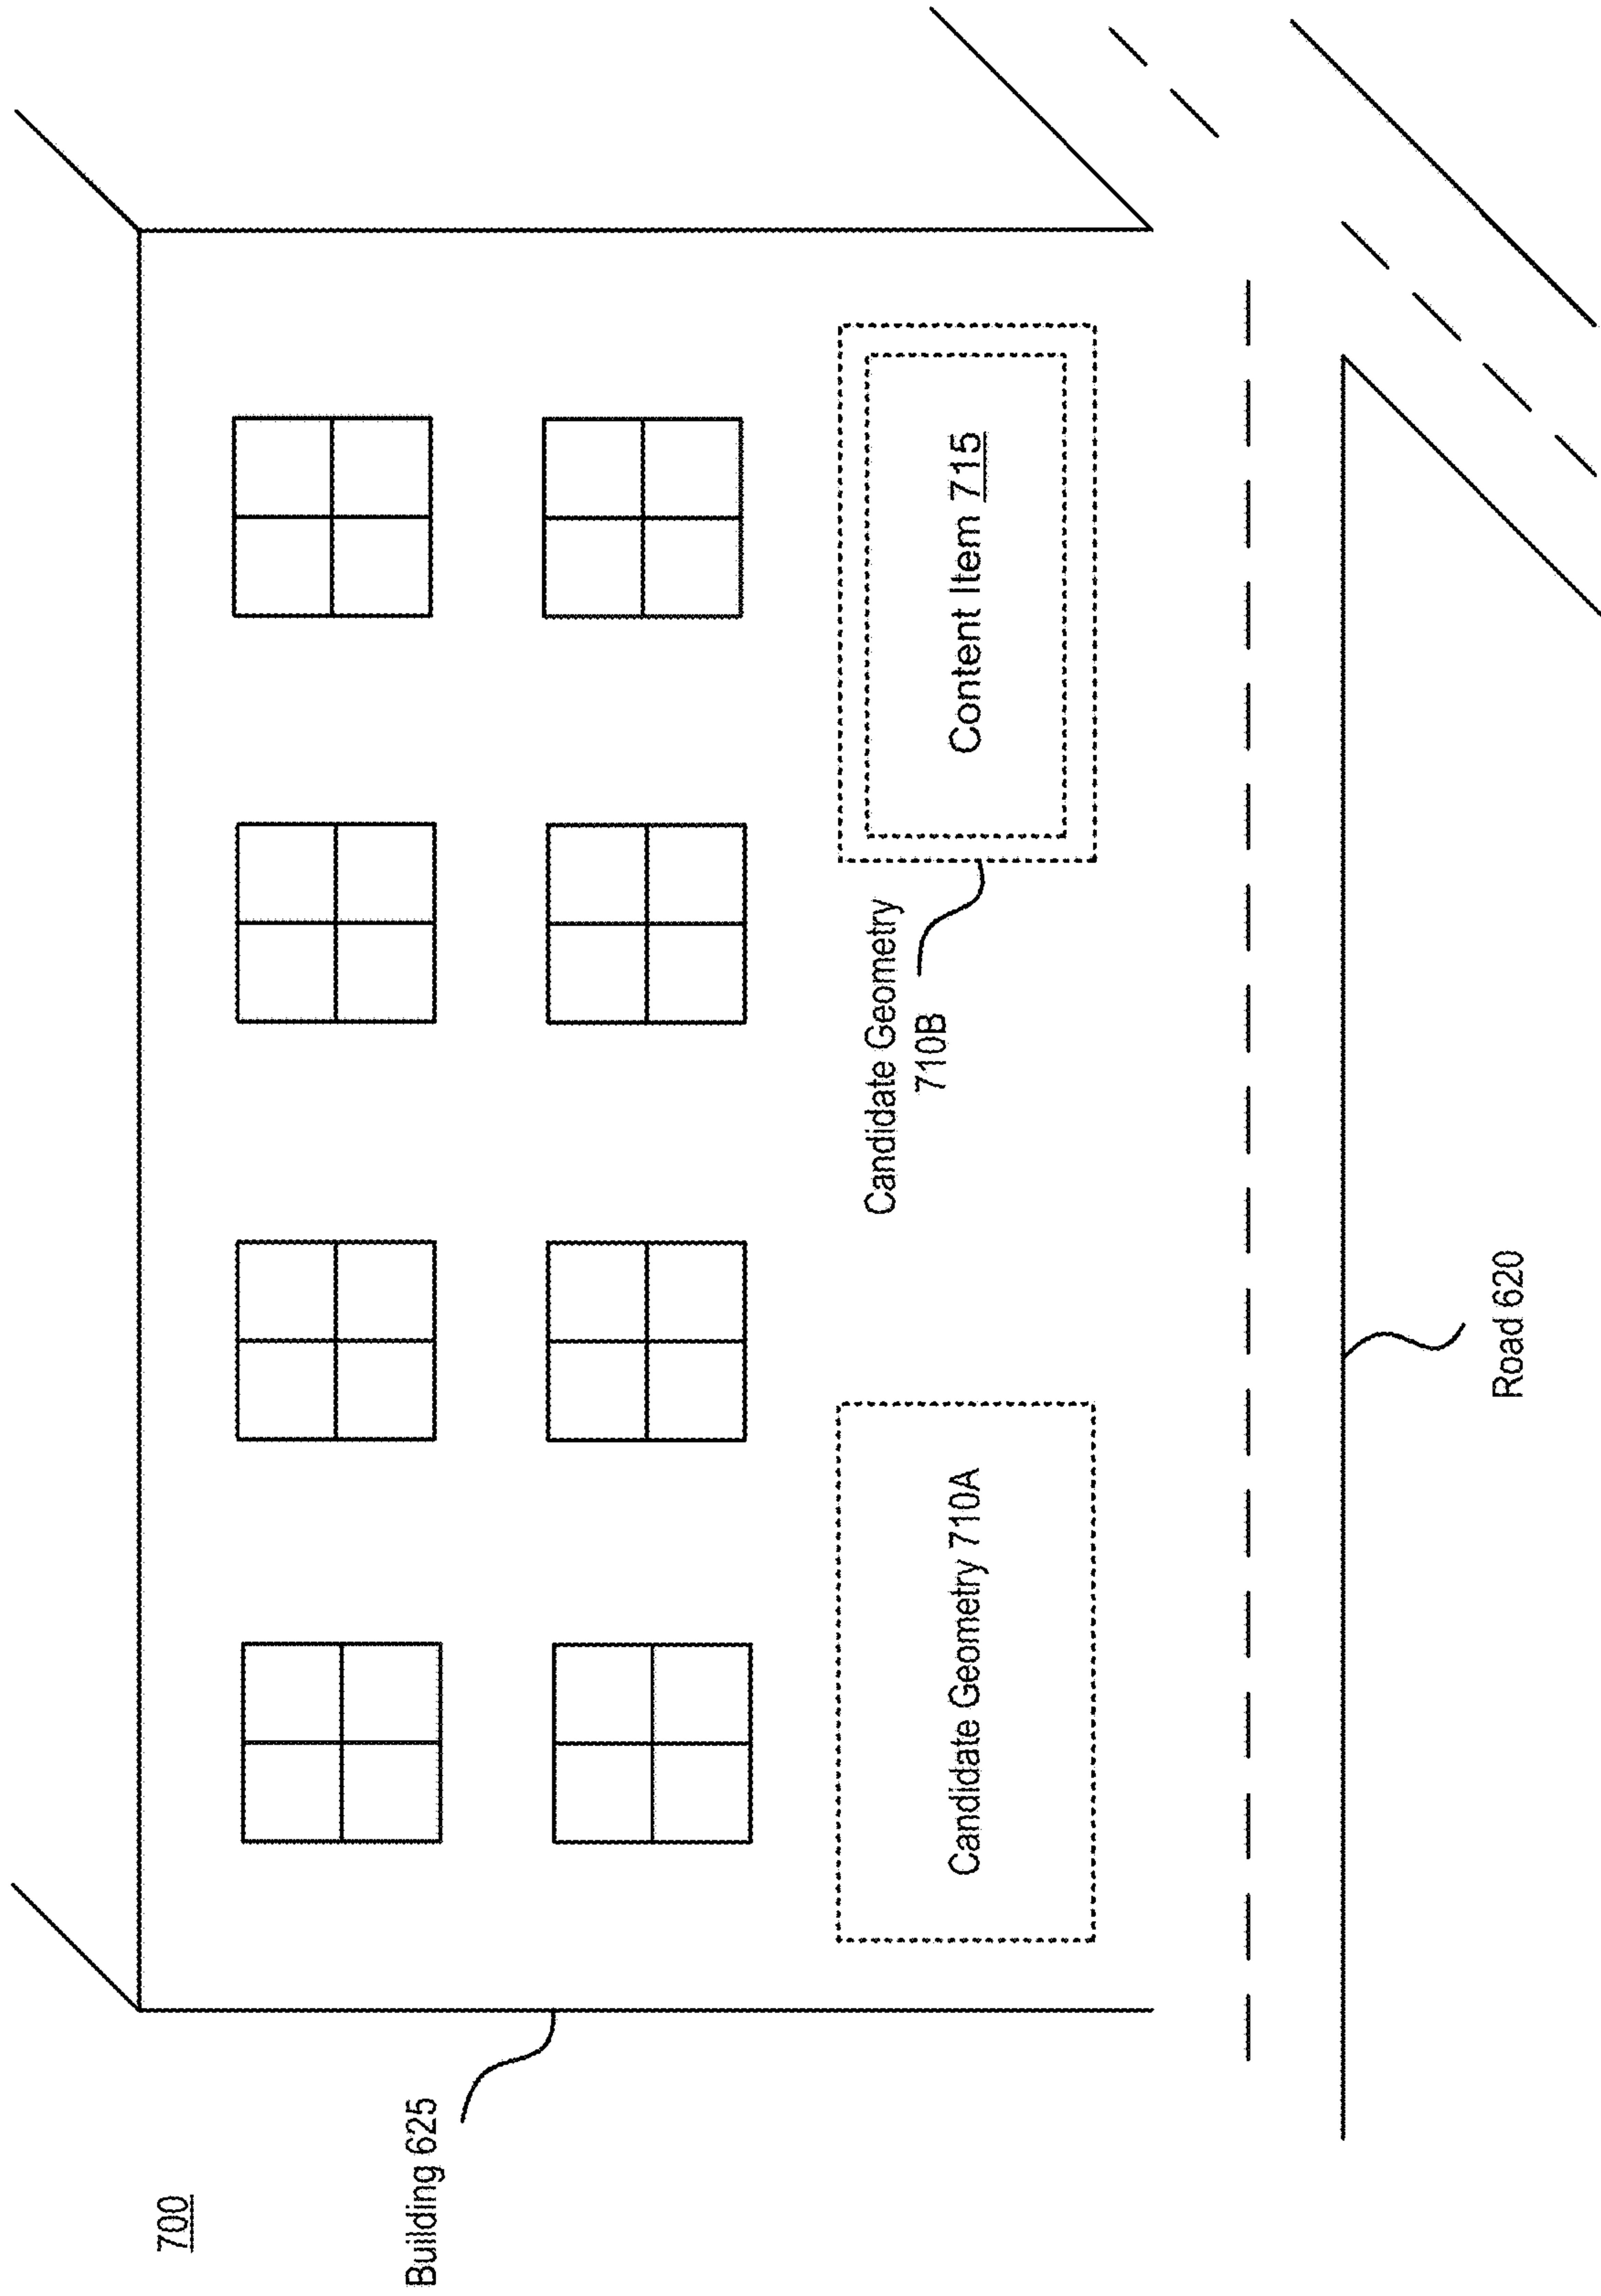 700
Building 625
Candidate Geometry 710A
Candidate Geometry
710B
Content Item 715
Road 620